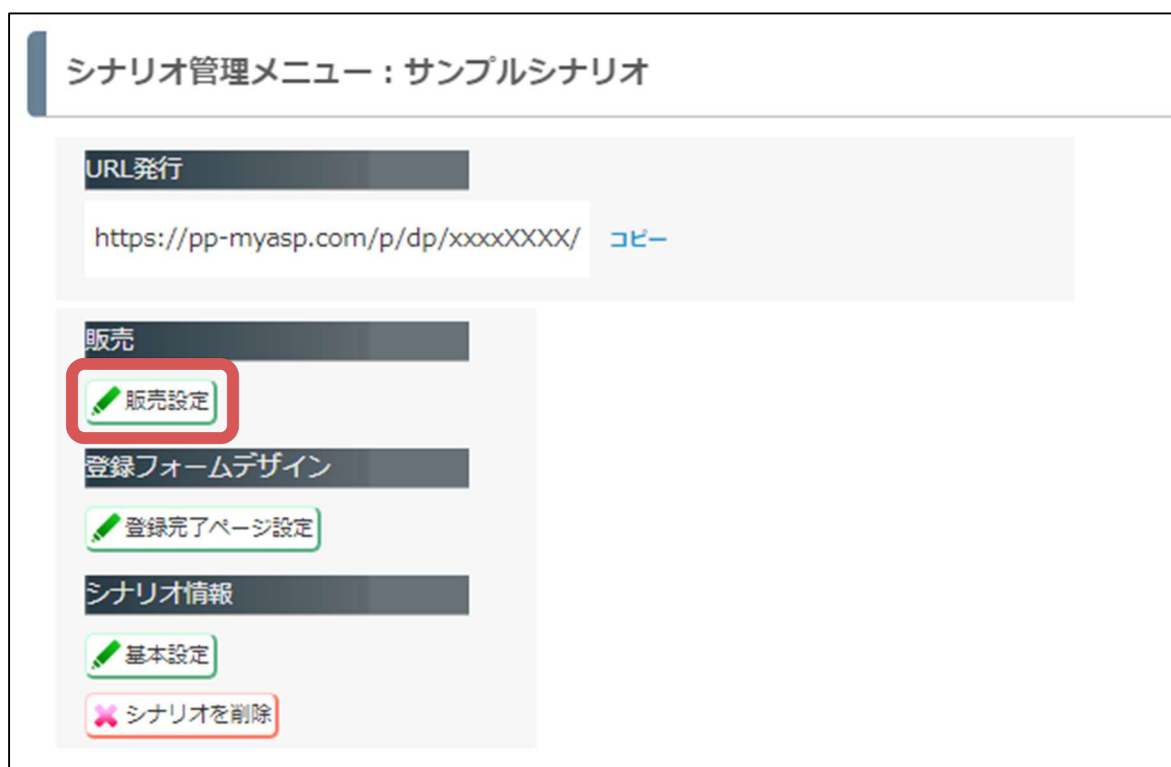 シナリオ管理メニュー：サンプルシナリオ
URL発行
https://pp-myasp.com/p/dp/xxxxXXXX/ コピー
販売
販売設定
登録フォームデザイン
登録完了ページ設定
シナリオ情報
基本設定
シナリオを削除